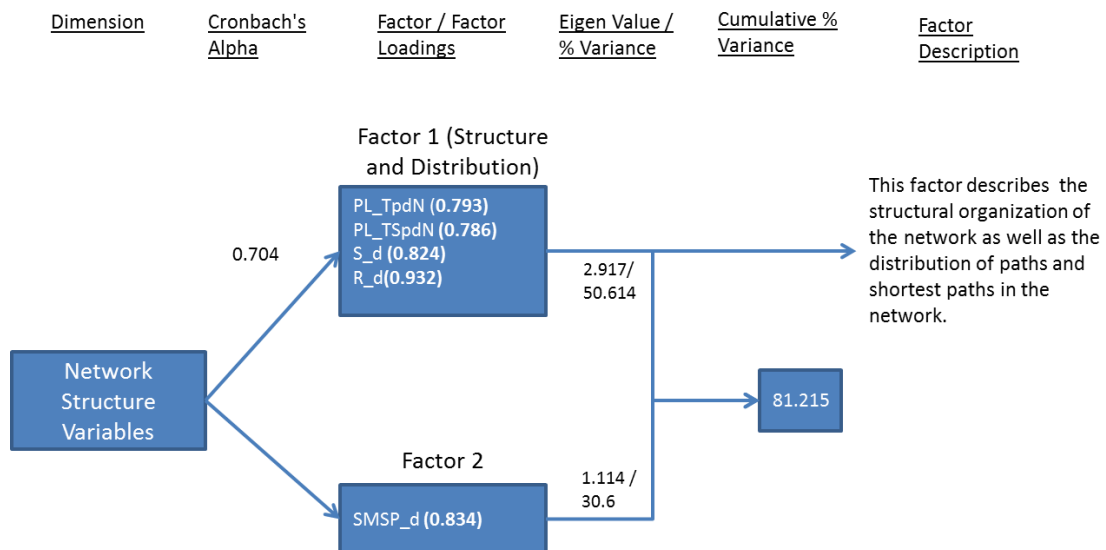 Dimension
Cronbach's
Alpha
Factor / Factor
Loadings
Eigen Value /
% Variance
Cumulative %
Variance
Factor
Description
Factor 1 (Structure
and Distribution)
PL_TpdN (0.793)
PL_TSpdN (0.786)
S_d (0.824)
R_d(0.932)
0.704
2.917/
50.614
This factor describes the
structural organization of
the network as well as the
distribution of paths and
shortest paths in the
network.
Network
Structure
Variables
81.215
Factor 2
SMSP_d (0.834)
1.114 /
30.6